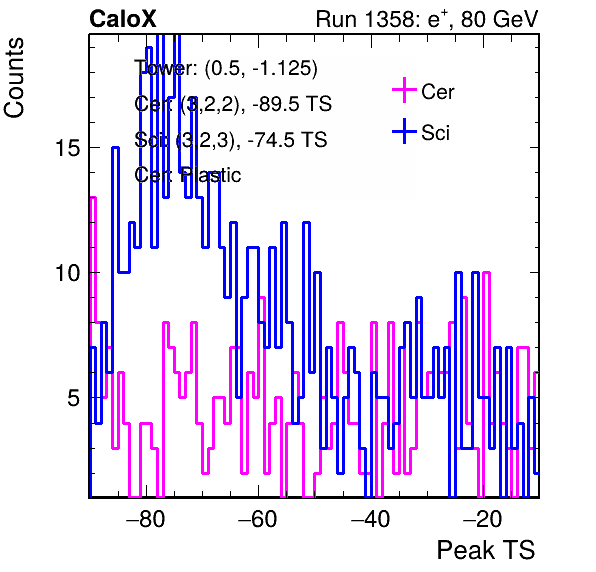 CaloX Run 1358: e⁺, 80 GeV
Counts
Tower: (0.5, -1.125)
Cer: (3,2,2), -89.5 TS
Sci: (3,2,3), -74.5 TS
Cer: Plastic
Cer
Sci
15
10
5
−80 −60 −40 −20
Peak TS